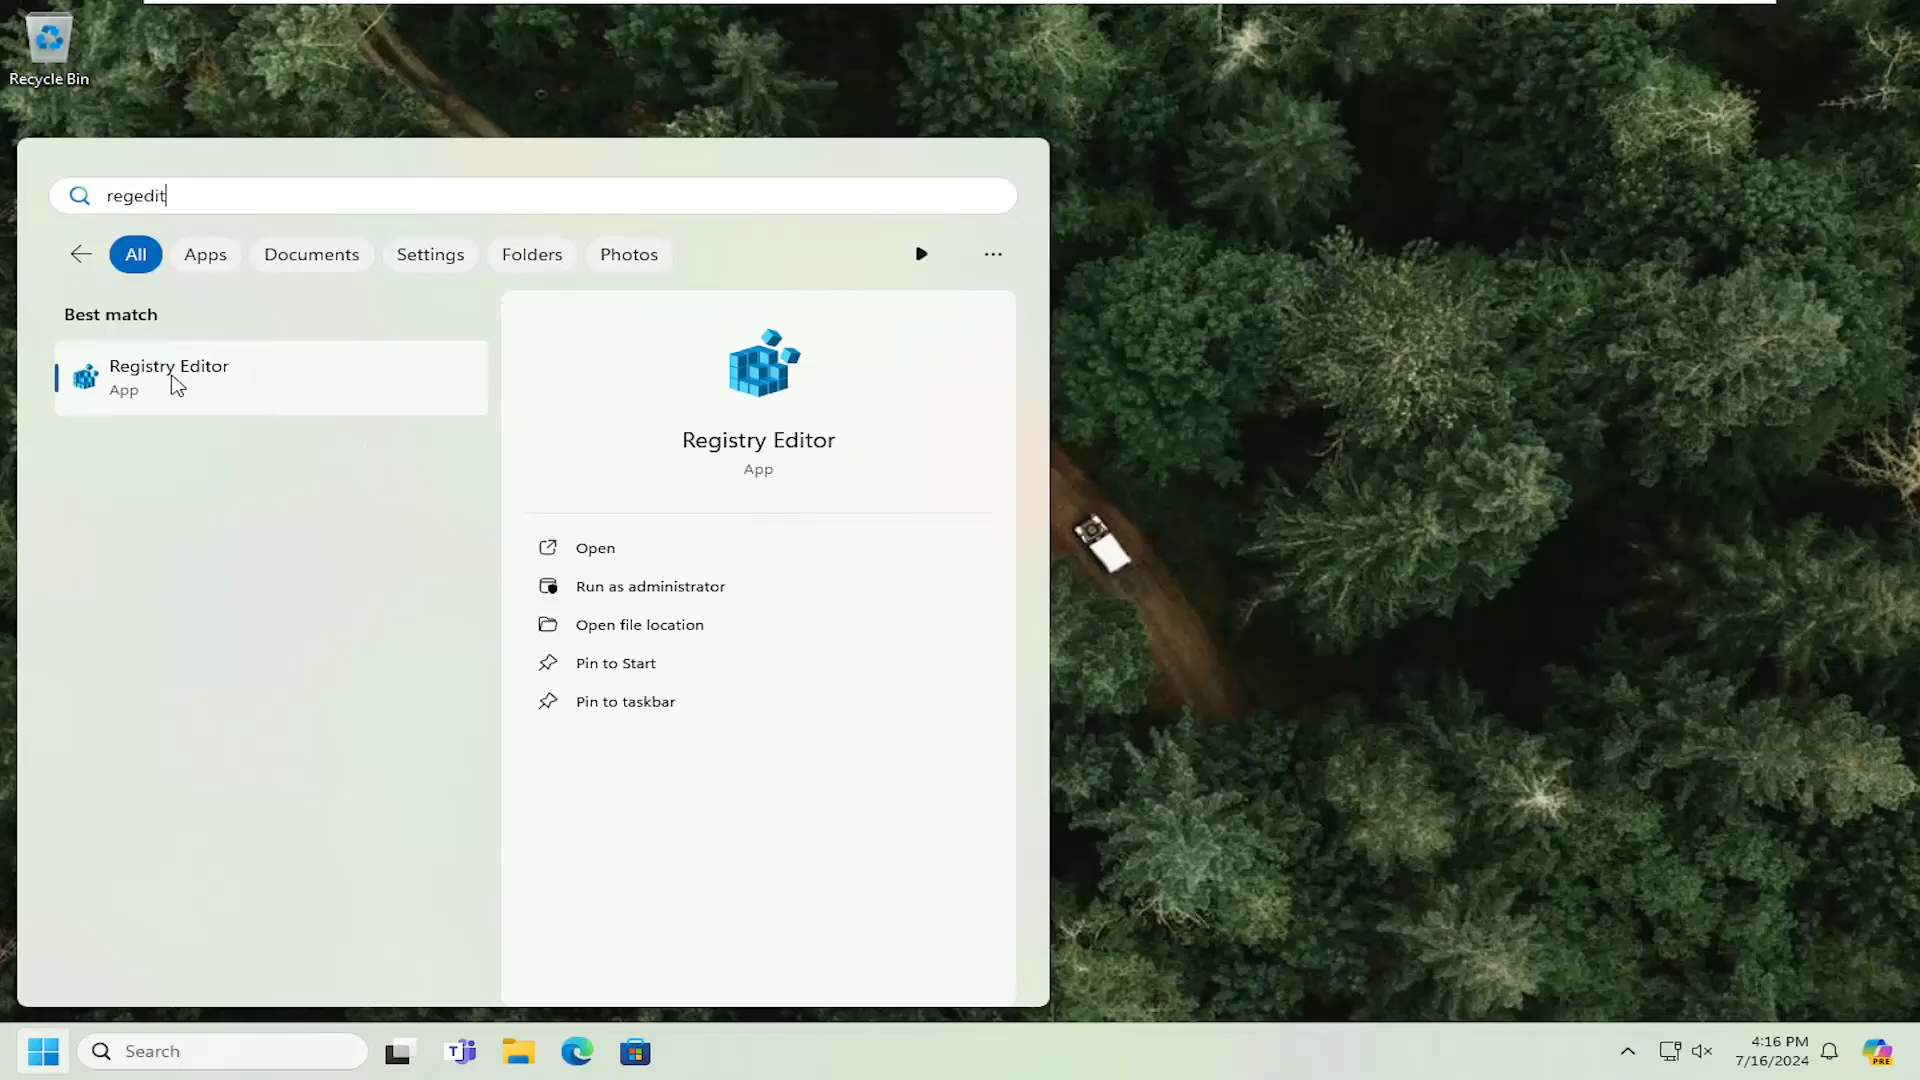 Recycle Bin
regedit
All
Apps
Documents
Settings
Folders
Photos
Best match
Registry Editor
App
Registry Editor
App
Open
Run as administrator
Open file location
Pin to Start
Pin to taskbar
Search
4:16 PM
7/16/2024
PRE